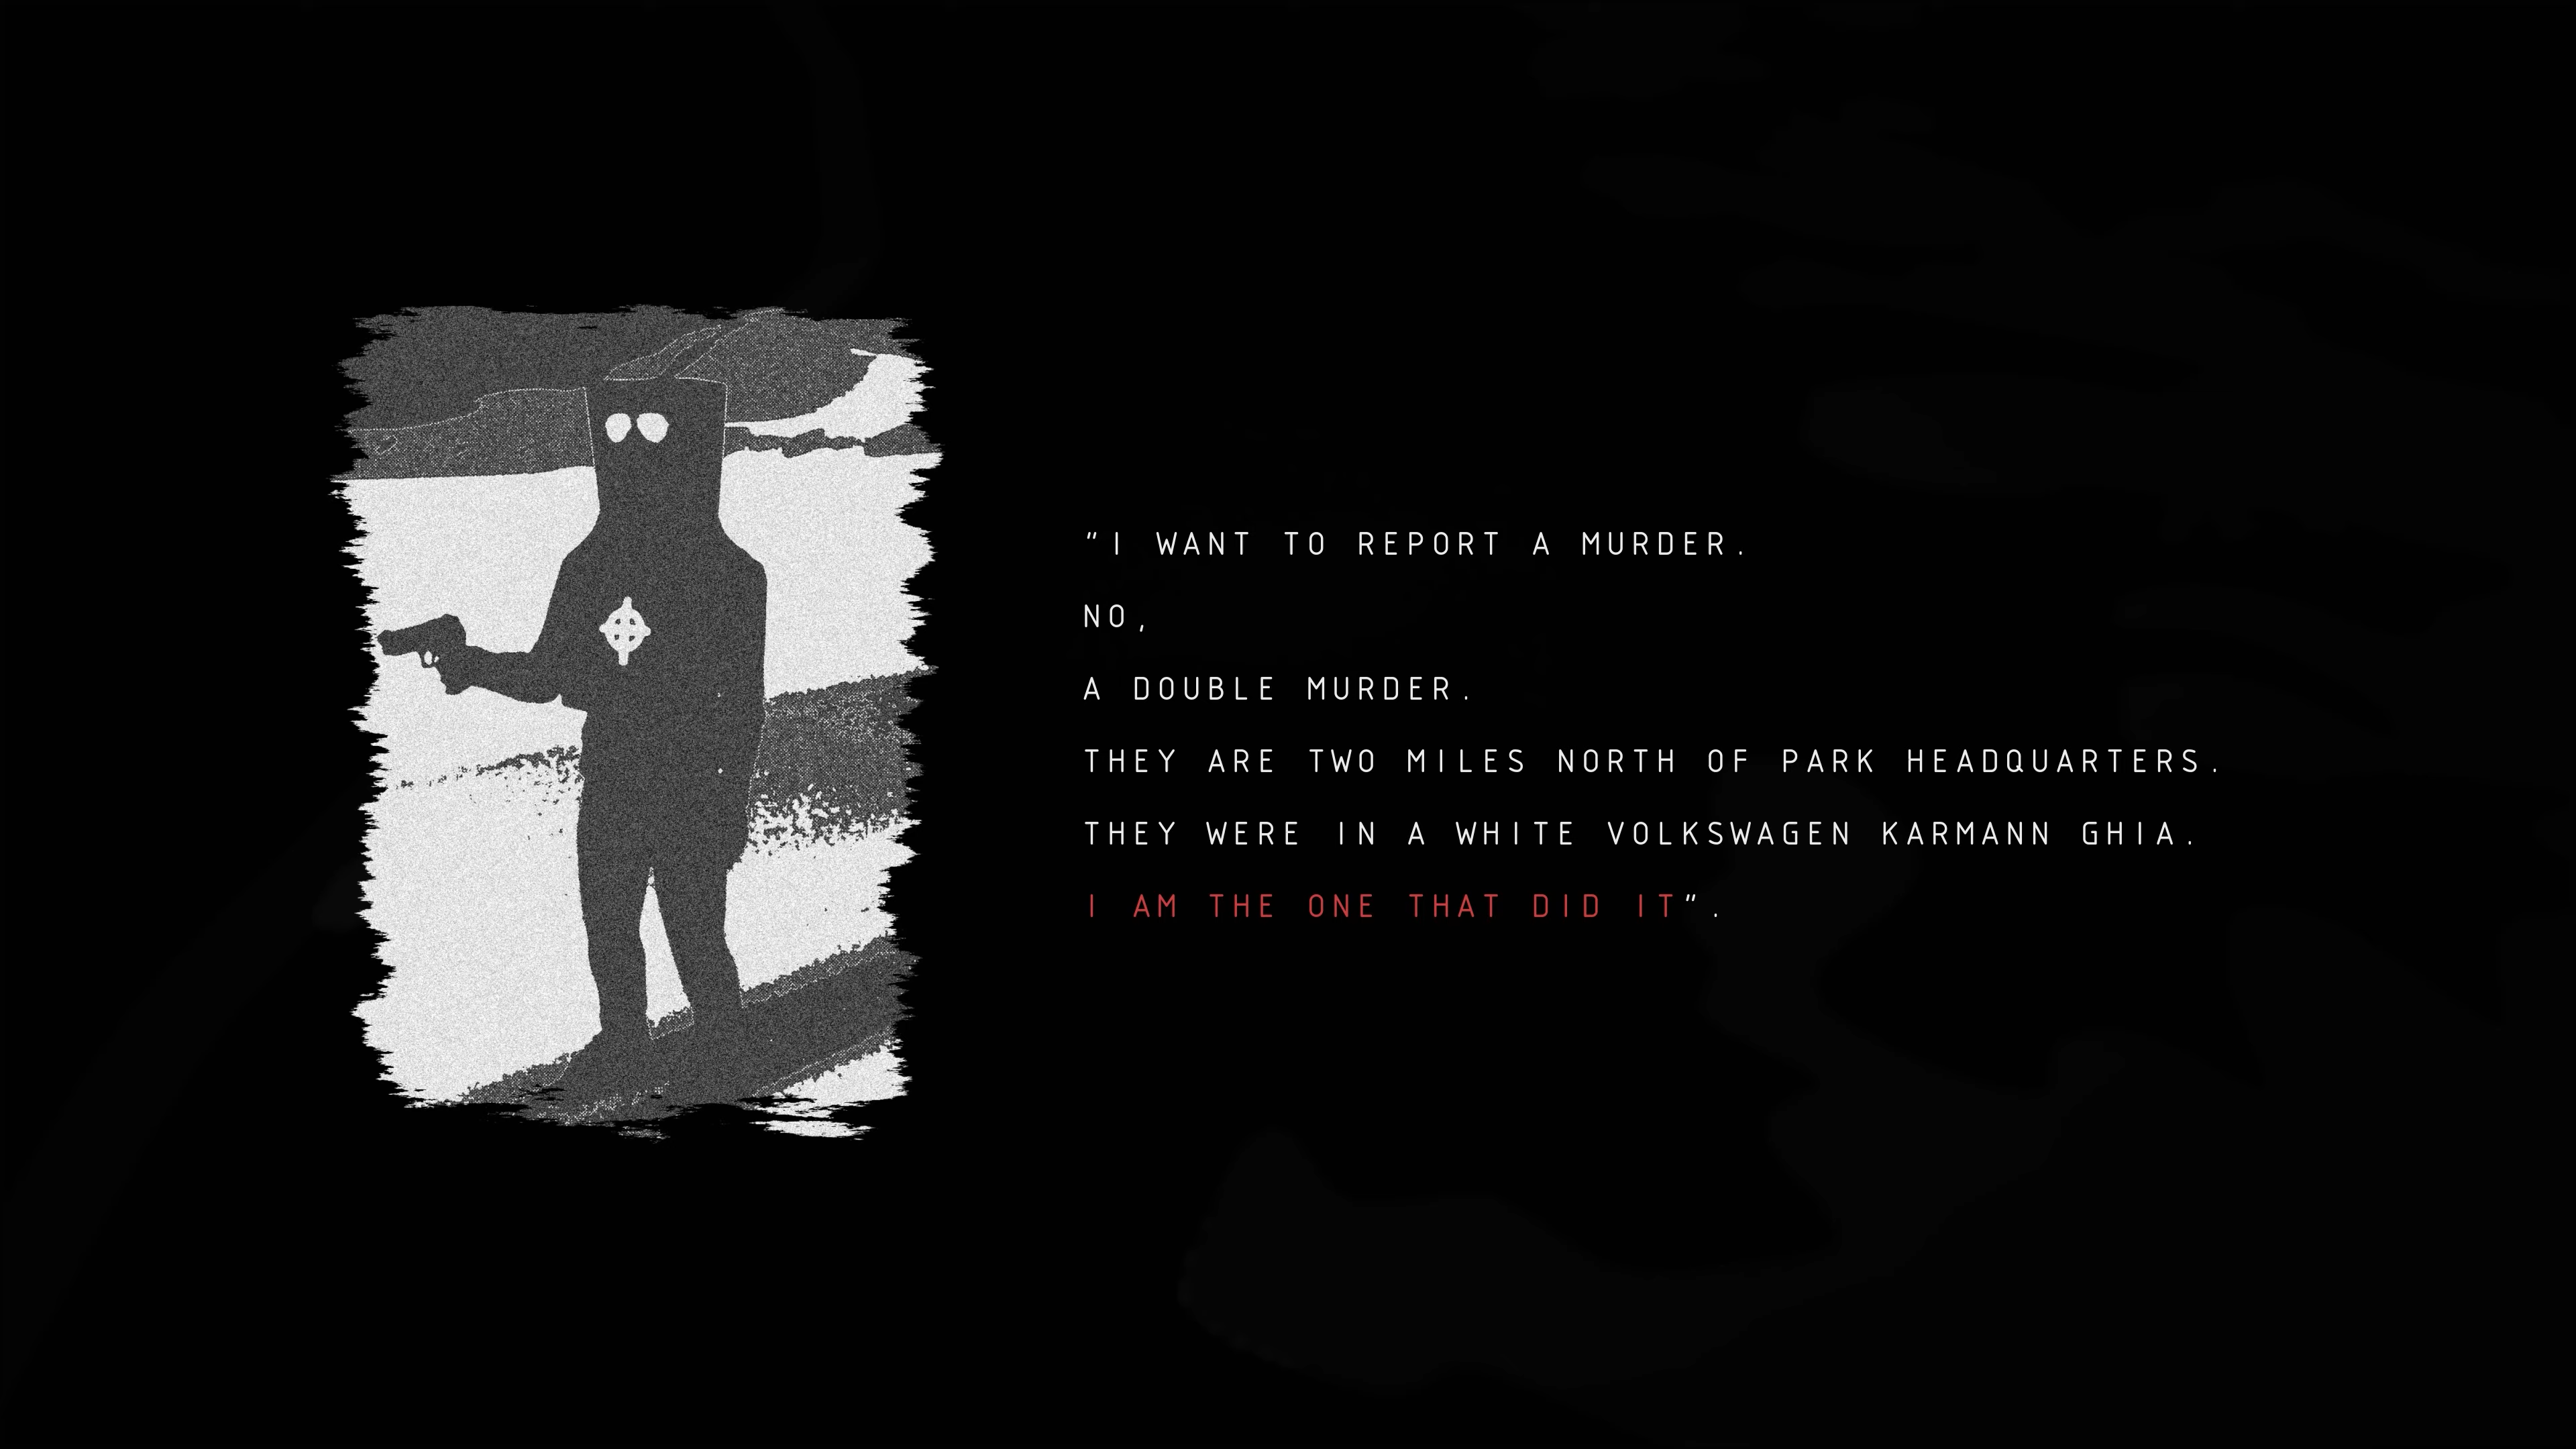 "I WANT TO REPORT A MURDER.
NO,
A DOUBLE MURDER.
THEY ARE TWO MILES NORTH OF PARK HEADQUARTERS.
THEY WERE IN A WHITE VOLKSWAGEN KARMANN GHIA.
I AM THE ONE THAT DID IT".